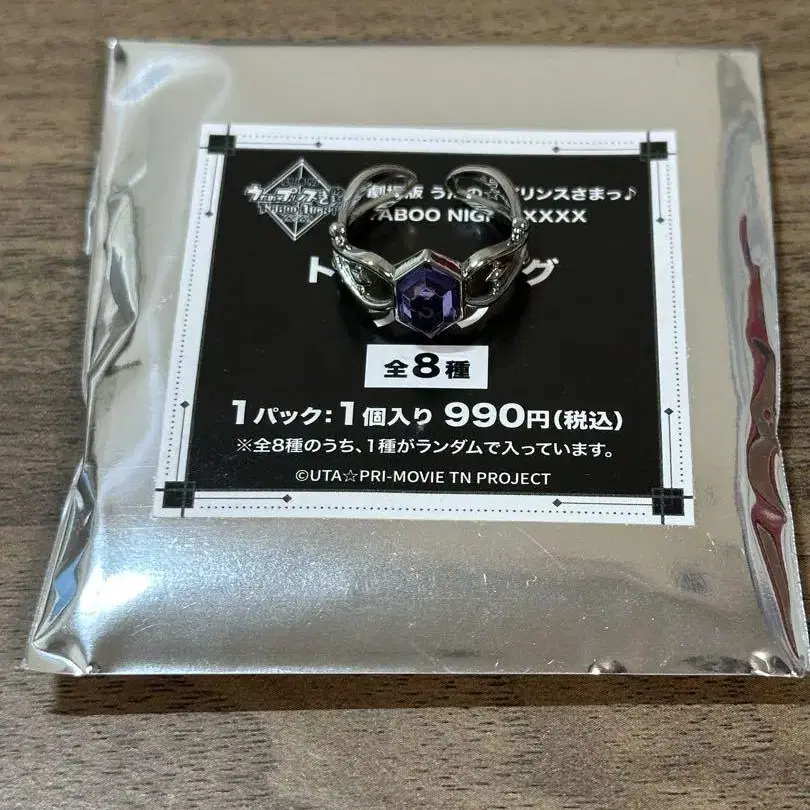 劇場版 うたの☆プリンスさまっ♪
TABOO NIGHT XXXX
全8種
1パック:1個入り 990円(税込)
※全8種のうち、1種がランダムで入っています。
©UTA☆PRI-MOVIE TN PROJECT